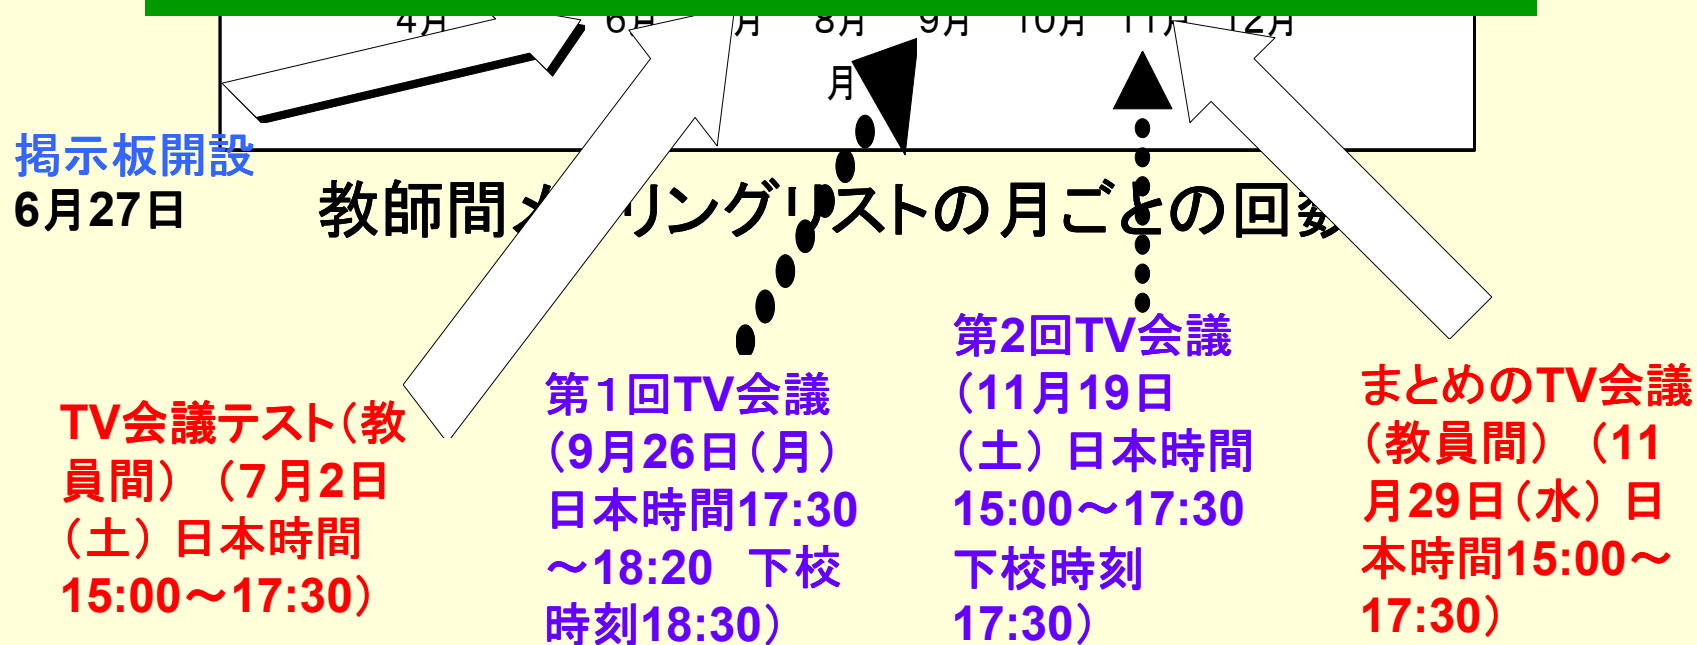 4月 6月 月 8月 9月 10月 11月 12月
月
掲示板開設
6月27日
教師間メーリングリストの月ごとの回数
TV会議テスト（教
員間）（７月2日
（土）日本時間
15:00～17:30）
第１回TV会議
（9月26日（月）
日本時間17:30
～18:20　下校
時刻18:30）
第2回TV会議
（11月19日
（土）日本時間
15:00～17:30
下校時刻
17:30）
まとめのTV会議
（教員間）（11
月29日（水）日
本時間15:00～
17:30）